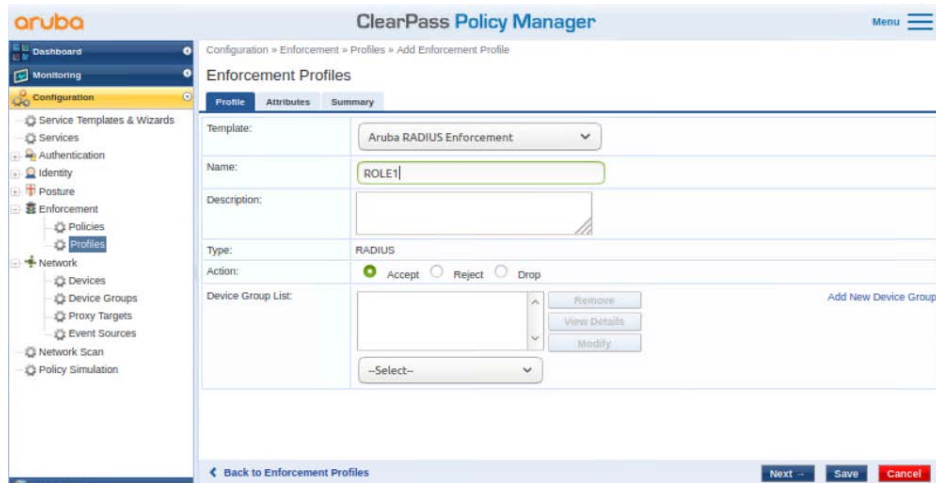 aruba
ClearPass Policy Manager
Menu
Dashboard
Monitoring
Configuration
Service Templates & Wizards
Services
Authentication
Identity
Posture
Enforcement
Policies
Profiles
Network
Devices
Device Groups
Proxy Targets
Event Sources
Network Scan
Policy Simulation
Configuration » Enforcement » Profiles » Add Enforcement Profile
Enforcement Profiles
Profile Attributes Summary
Template: Aruba RADIUS Enforcement
Name: ROLE1
Description:
Type: RADIUS
Action: Accept Reject Drop
Device Group List: Remove Add New Device Group
View Details
Modify
--Select--
Back to Enforcement Profiles Next → Save Cancel